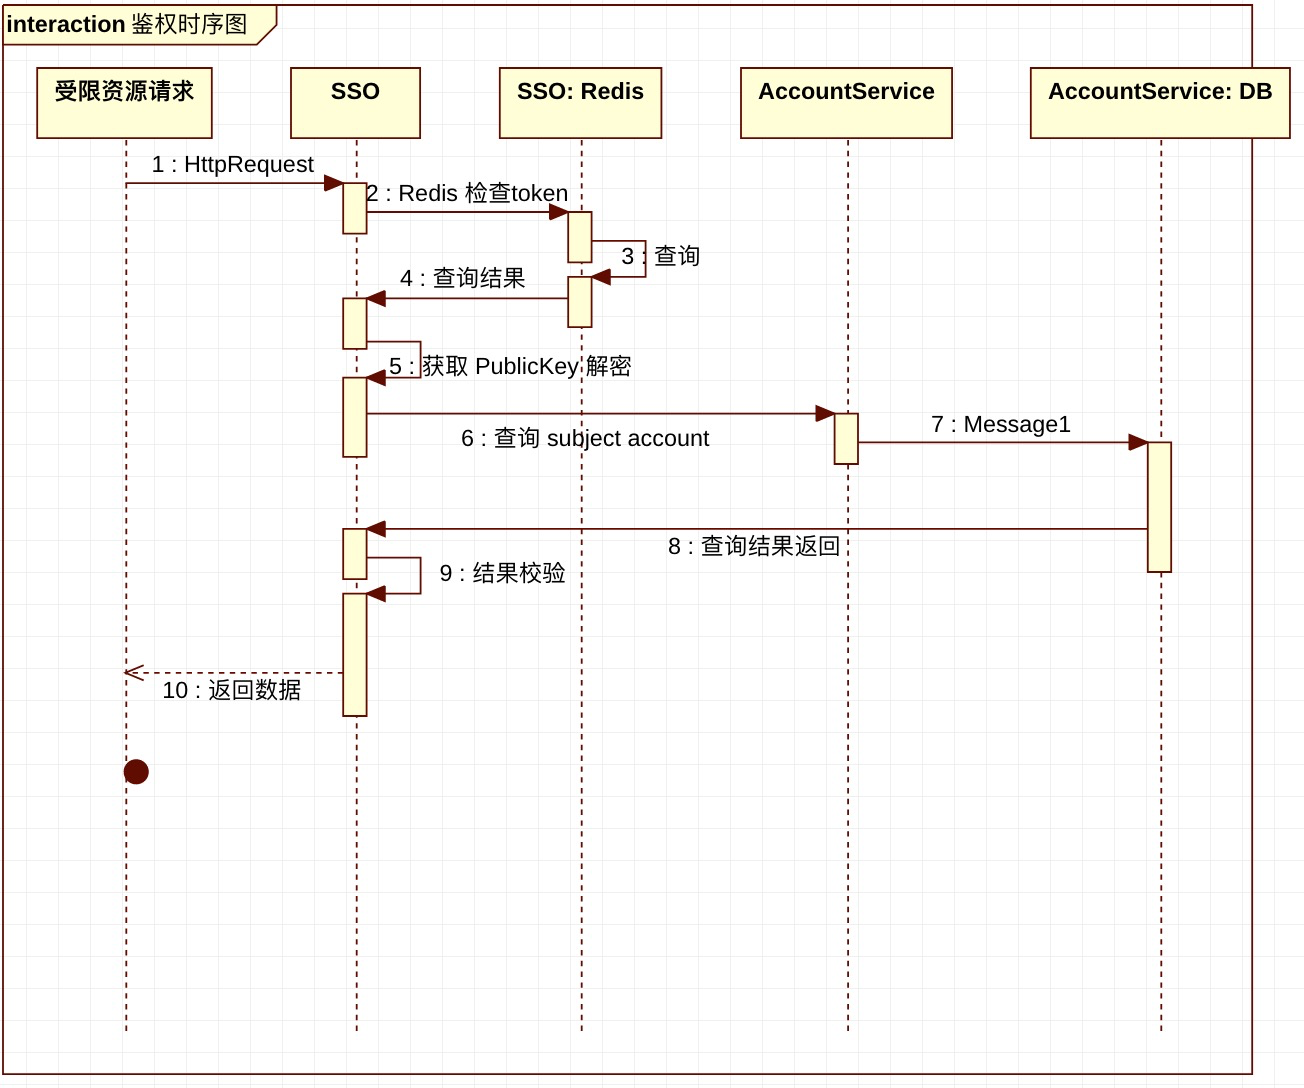 interaction 鉴权时序图
受限资源请求
SSO
SSO: Redis
AccountService
AccountService: DB
1 : HttpRequest
2 : Redis 检查token
3 : 查询
4 : 查询结果
5 : 获取 PublicKey 解密
6 : 查询 subject account
7 : Message1
8 : 查询结果返回
9 : 结果校验
10 : 返回数据